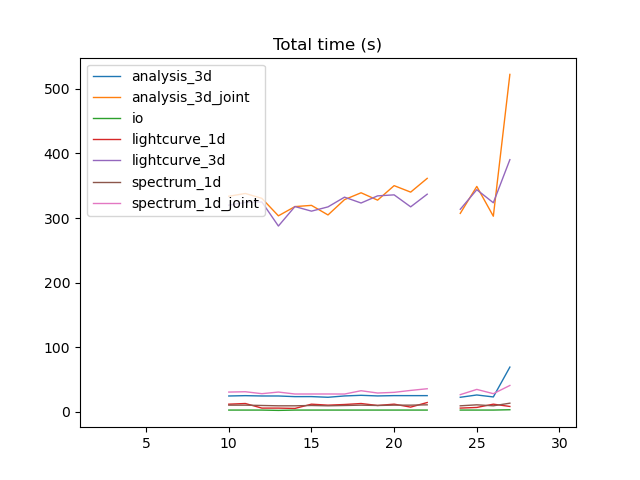 Total time (s)
analysis_3d
analysis_3d_joint
io
lightcurve_1d
lightcurve_3d
spectrum_1d
spectrum_1d_joint
500
400
300
200
100
0
5 10 15 20 25 30